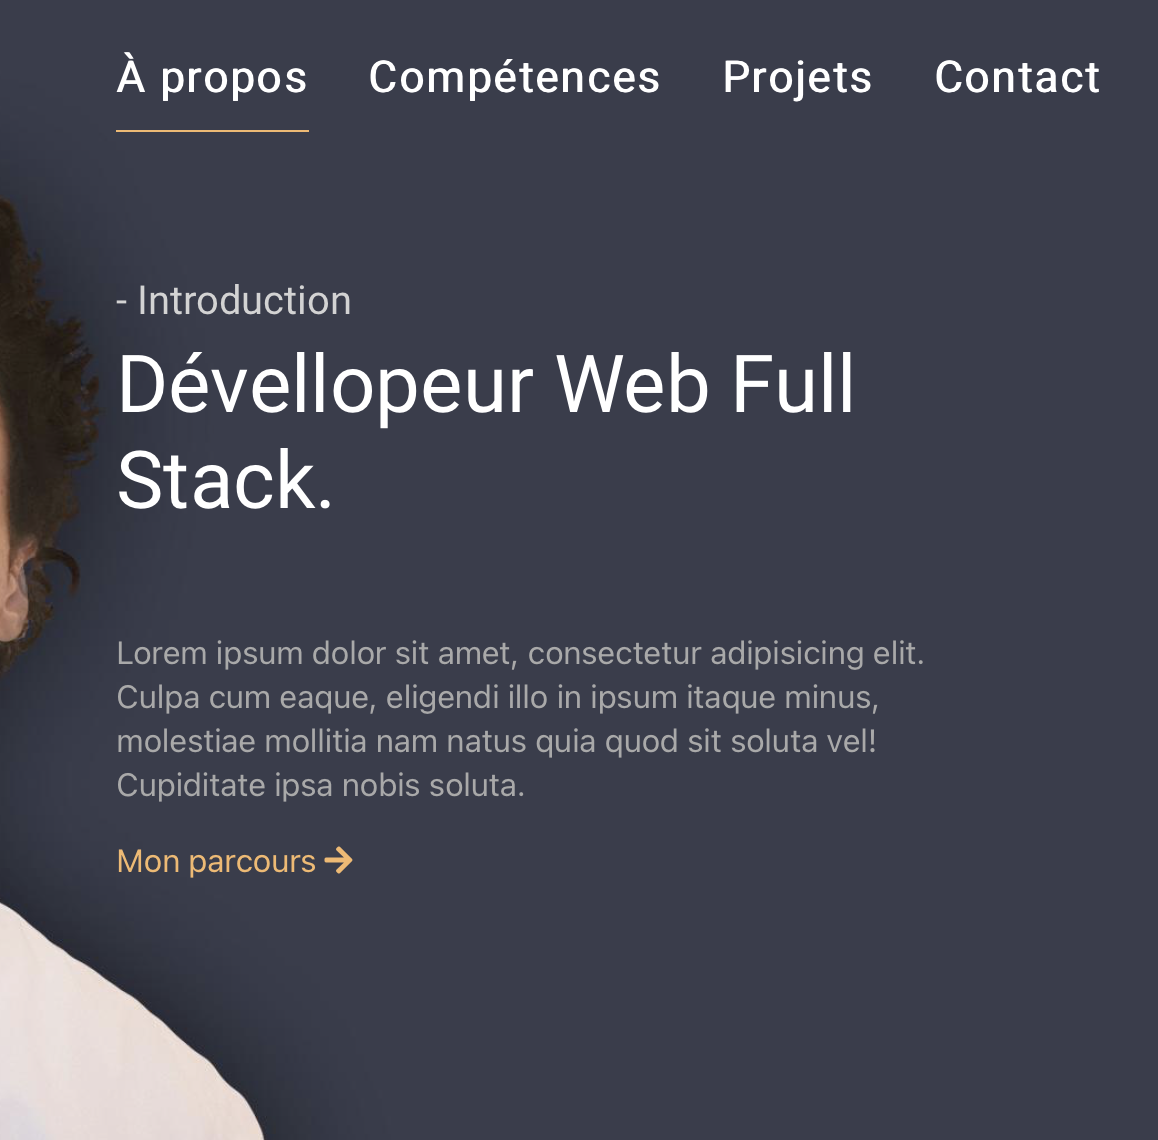 À propos Compétences Projets Contact
- Introduction
Dévellopeur Web Full
Stack.
Lorem ipsum dolor sit amet, consectetur adipisicing elit.
Culpa cum eaque, eligendi illo in ipsum itaque minus,
molestiae mollitia nam natus quia quod sit soluta vel!
Cupiditate ipsa nobis soluta.
Mon parcours →